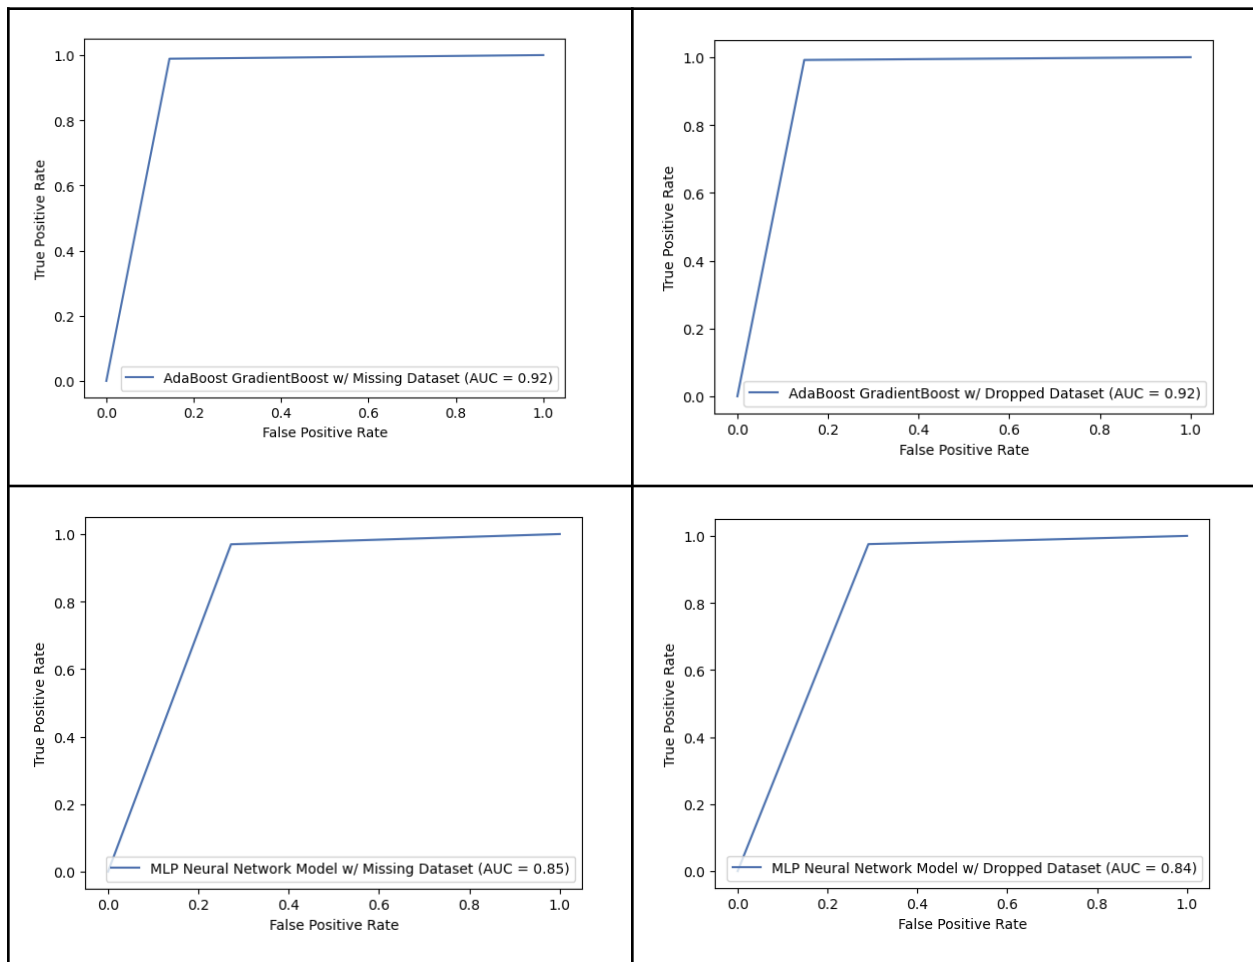 1.0
0.8
0.6
0.4
0.2
0.0
True Positive Rate
AdaBoost GradientBoost w/ Missing Dataset (AUC = 0.92)
0.0 0.2 0.4 0.6 0.8 1.0
False Positive Rate
1.0
0.8
0.6
0.4
0.2
0.0
True Positive Rate
AdaBoost GradientBoost w/ Dropped Dataset (AUC = 0.92)
0.0 0.2 0.4 0.6 0.8 1.0
False Positive Rate
1.0
0.8
0.6
0.4
0.2
0.0
True Positive Rate
MLP Neural Network Model w/ Missing Dataset (AUC = 0.85)
0.0 0.2 0.4 0.6 0.8 1.0
False Positive Rate
1.0
0.8
0.6
0.4
0.2
0.0
True Positive Rate
MLP Neural Network Model w/ Dropped Dataset (AUC = 0.84)
0.0 0.2 0.4 0.6 0.8 1.0
False Positive Rate